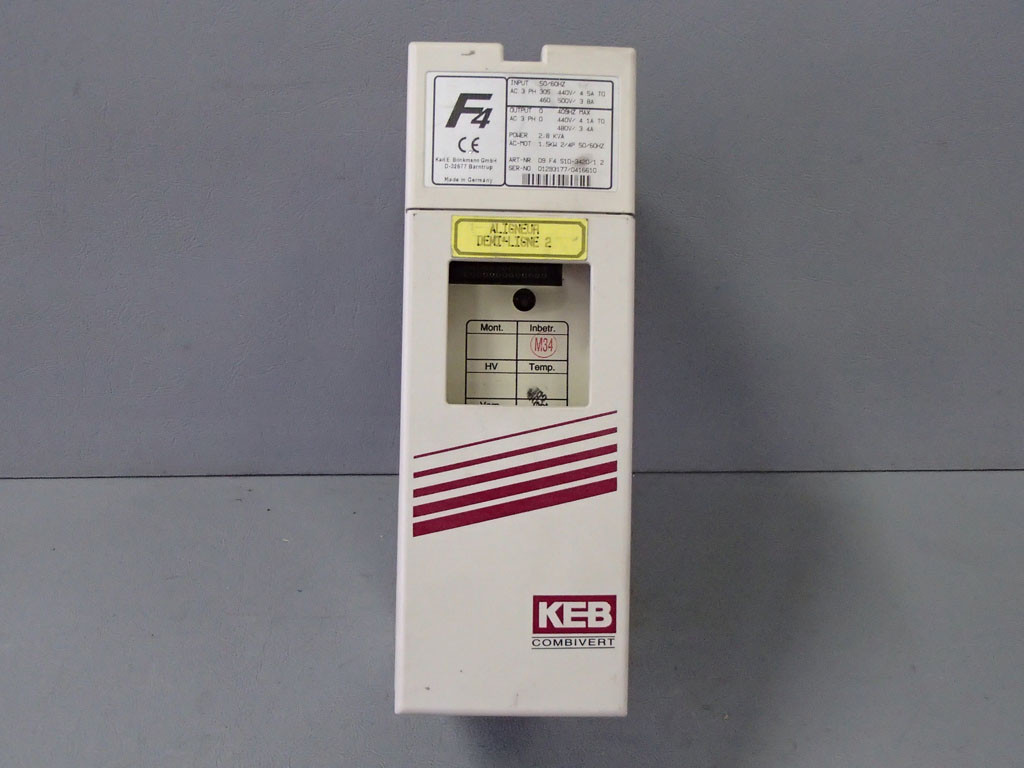 F4
CE
Karl E. Brinkmann GmbH
D-32677 Barntrup
Made in Germany
INPUT 50/60HZ
AC 3 PH 305 440V/ 4.5A TO
460 500V/ 3.8A
OUTPUT 0 409HZ MAX
AC 3 PH 0 440V/ 4.1A TO
480V/ 3.4A
POWER 2.8 KVA
AC-MOT 1.5KW 2/4P 50/60HZ
ART-NR 09.F4.S1D-3420/1.2
SER-NO 01293177/0416610
ALIGNEUR
DEMI-LIGNE 2
Mont. Inbetr.
M34
HV Temp.
KEB
COMBIVERT